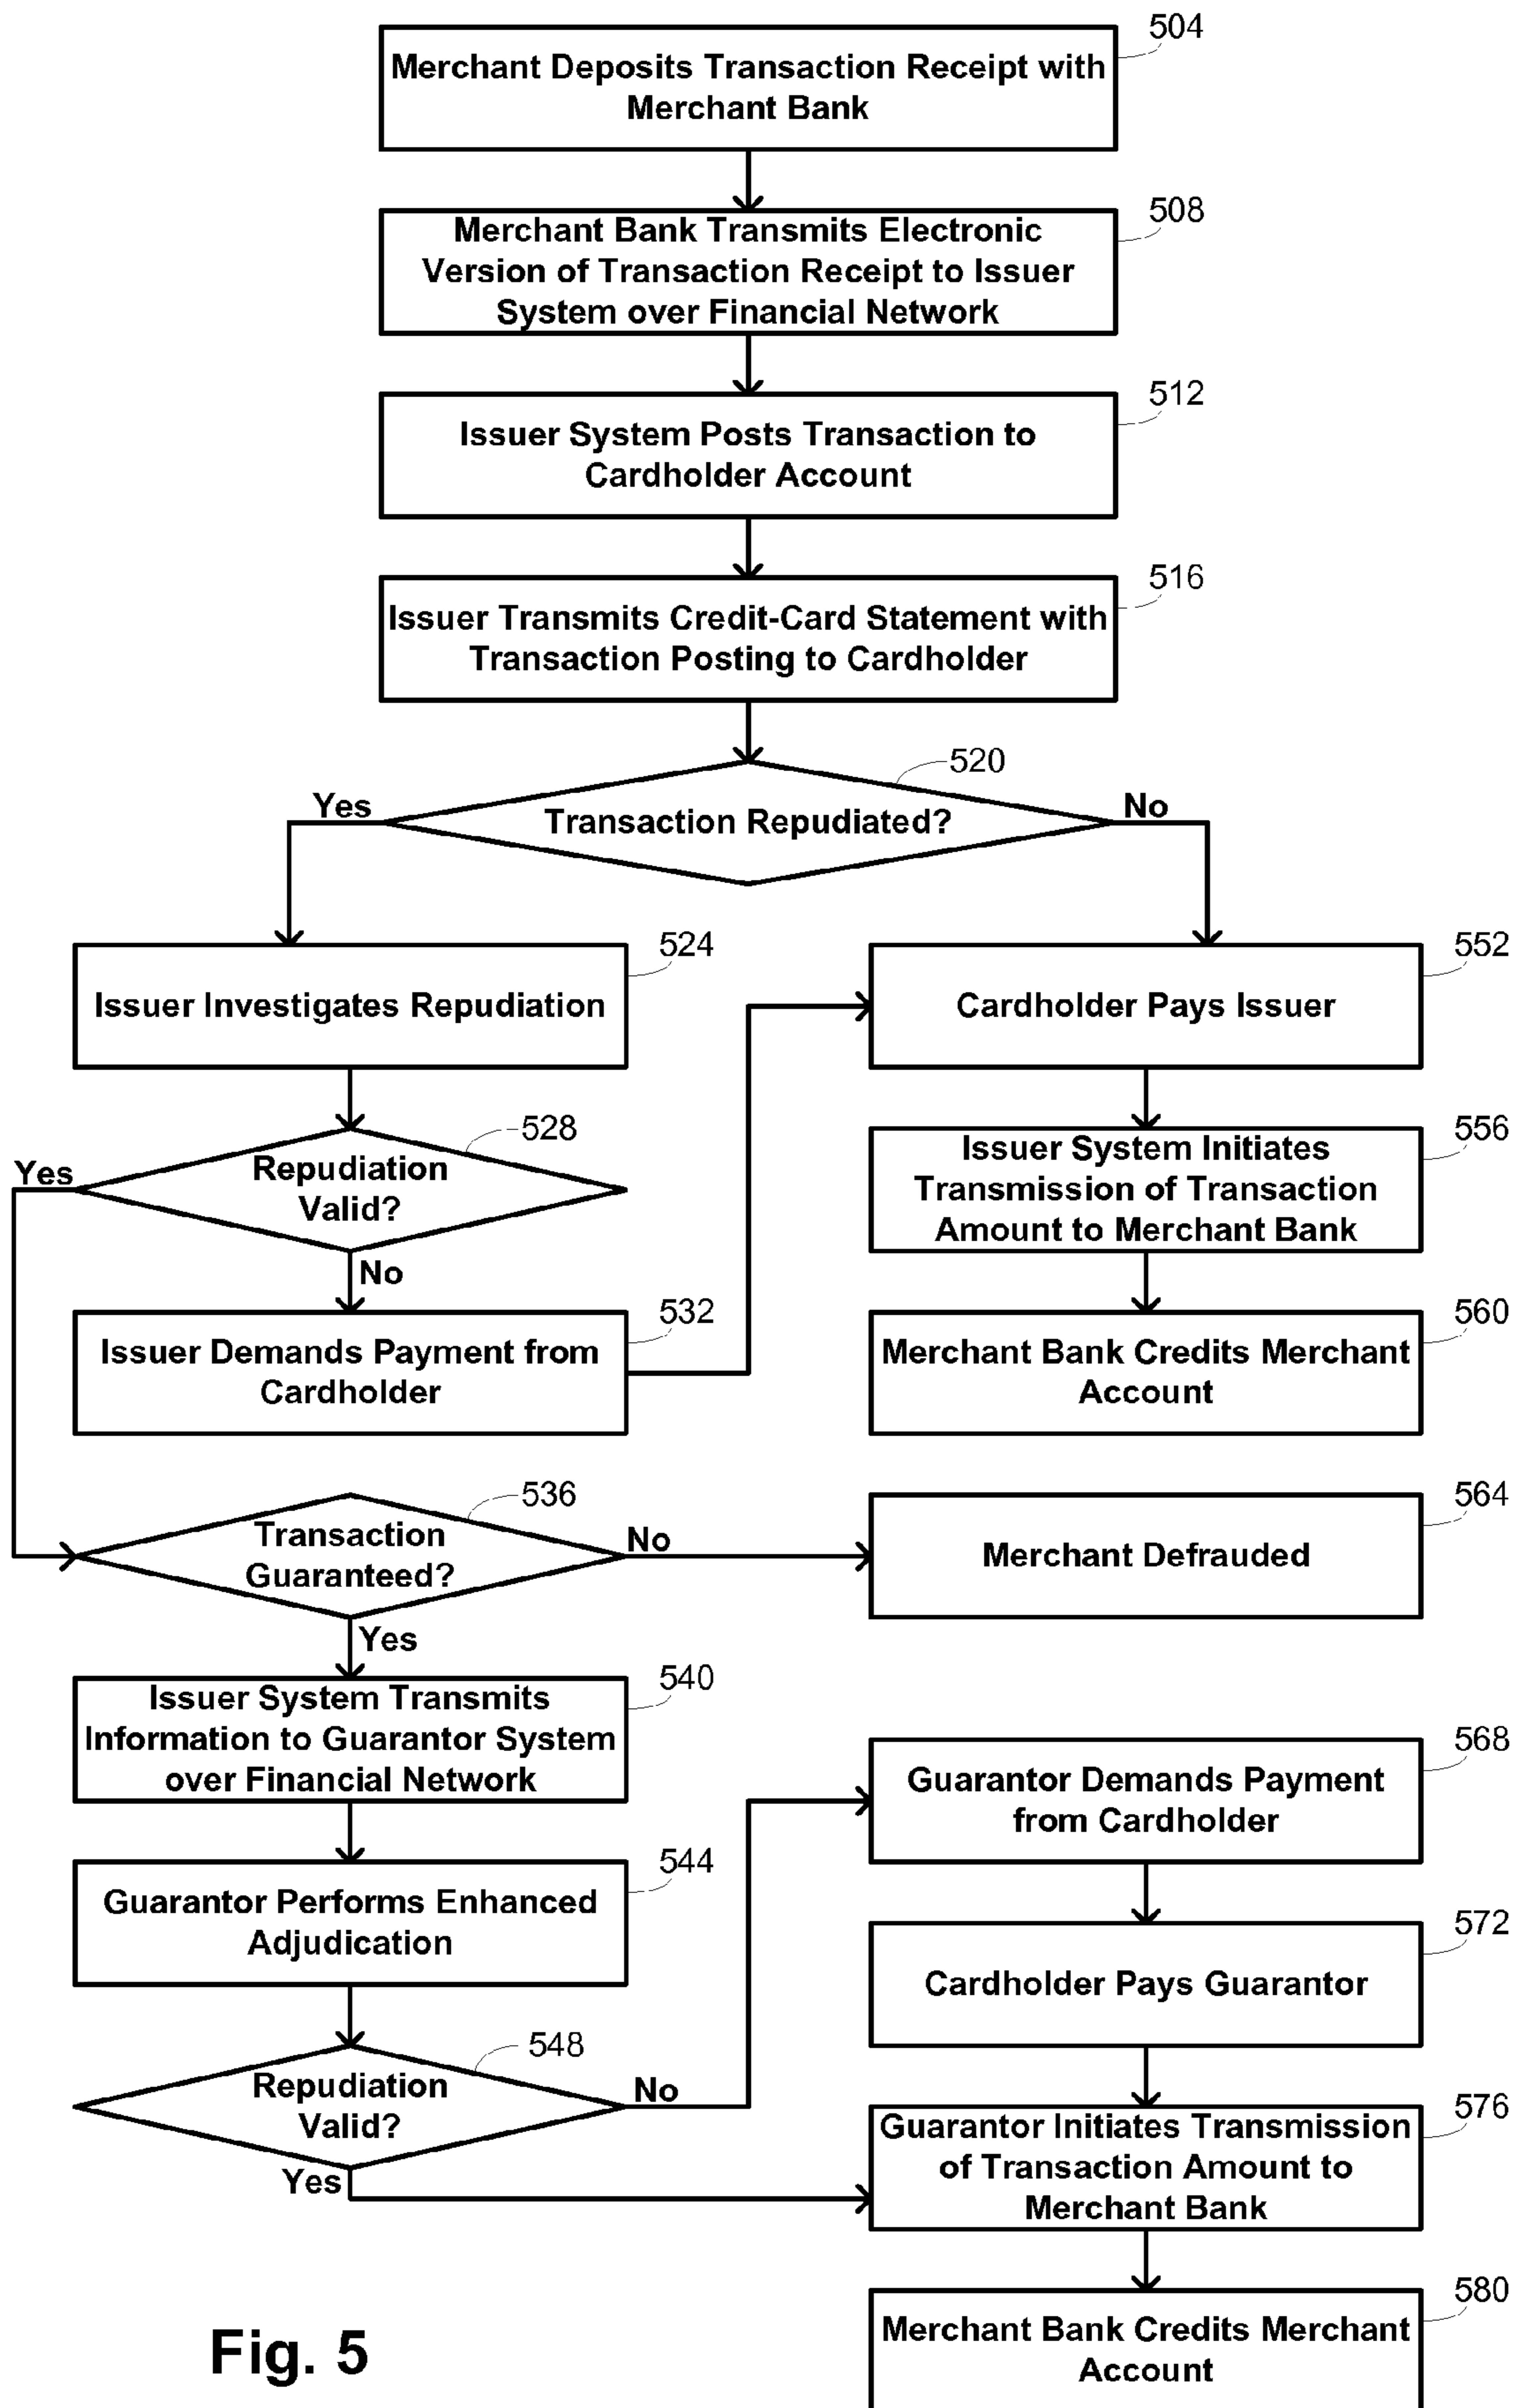 504
Merchant Deposits Transaction Receipt with
Merchant Bank
508
Merchant Bank Transmits Electronic
Version of Transaction Receipt to Issuer
System over Financial Network
512
Issuer System Posts Transaction to
Cardholder Account
516
Issuer Transmits Credit-Card Statement with
Transaction Posting to Cardholder
520
Yes
Transaction Repudiated?
No
524
Issuer Investigates Repudiation
552
Cardholder Pays Issuer
528
Yes
Repudiation
Valid?
No
556
Issuer System Initiates
Transmission of Transaction
Amount to Merchant Bank
532
Issuer Demands Payment from
Cardholder
560
Merchant Bank Credits Merchant
Account
536
Transaction
Guaranteed?
No
Yes
564
Merchant Defrauded
540
Issuer System Transmits
Information to Guarantor System
over Financial Network
568
Guarantor Demands Payment
from Cardholder
544
Guarantor Performs Enhanced
Adjudication
572
Cardholder Pays Guarantor
548
Repudiation
Valid?
No
Yes
576
Guarantor Initiates Transmission
of Transaction Amount to
Merchant Bank
580
Merchant Bank Credits Merchant
Account
Fig. 5